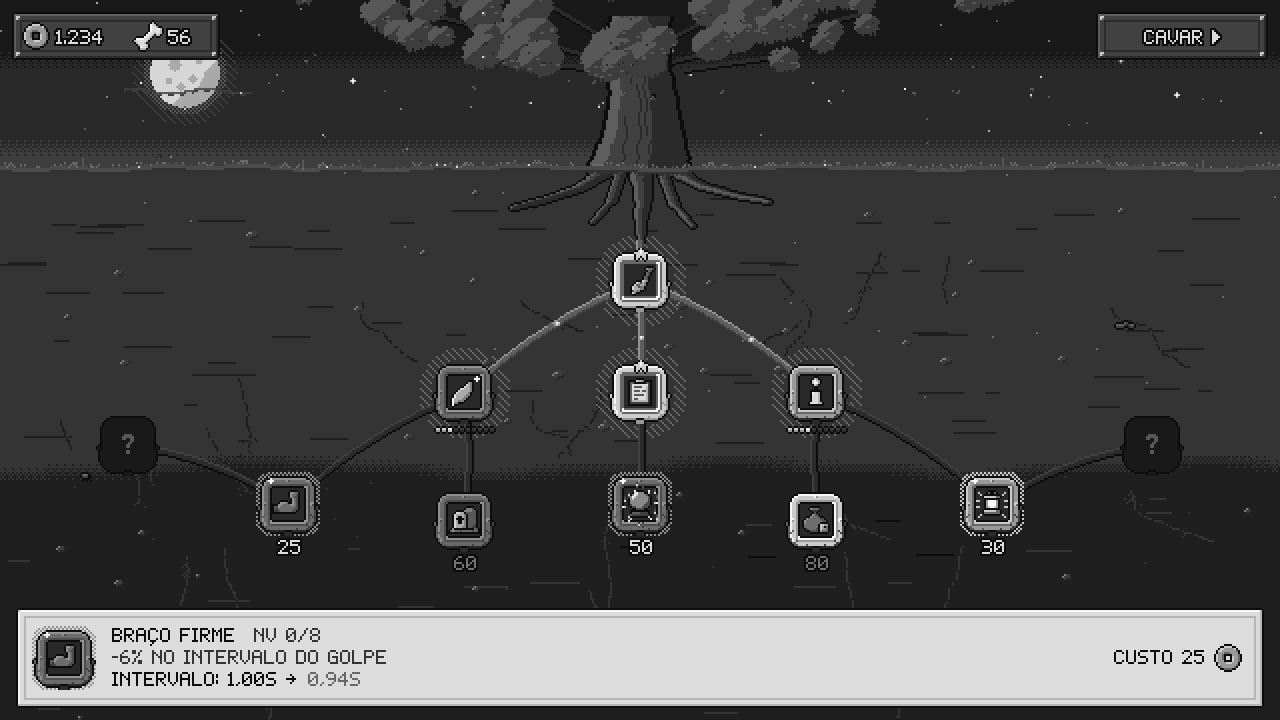 1.234 56
CAVAR
?
?
25
50
30
60
80
BRAÇO FIRME NV 0/8
-6% NO INTERVALO DO GOLPE
INTERVALO: 1.00S → 0,94S
CUSTO 25